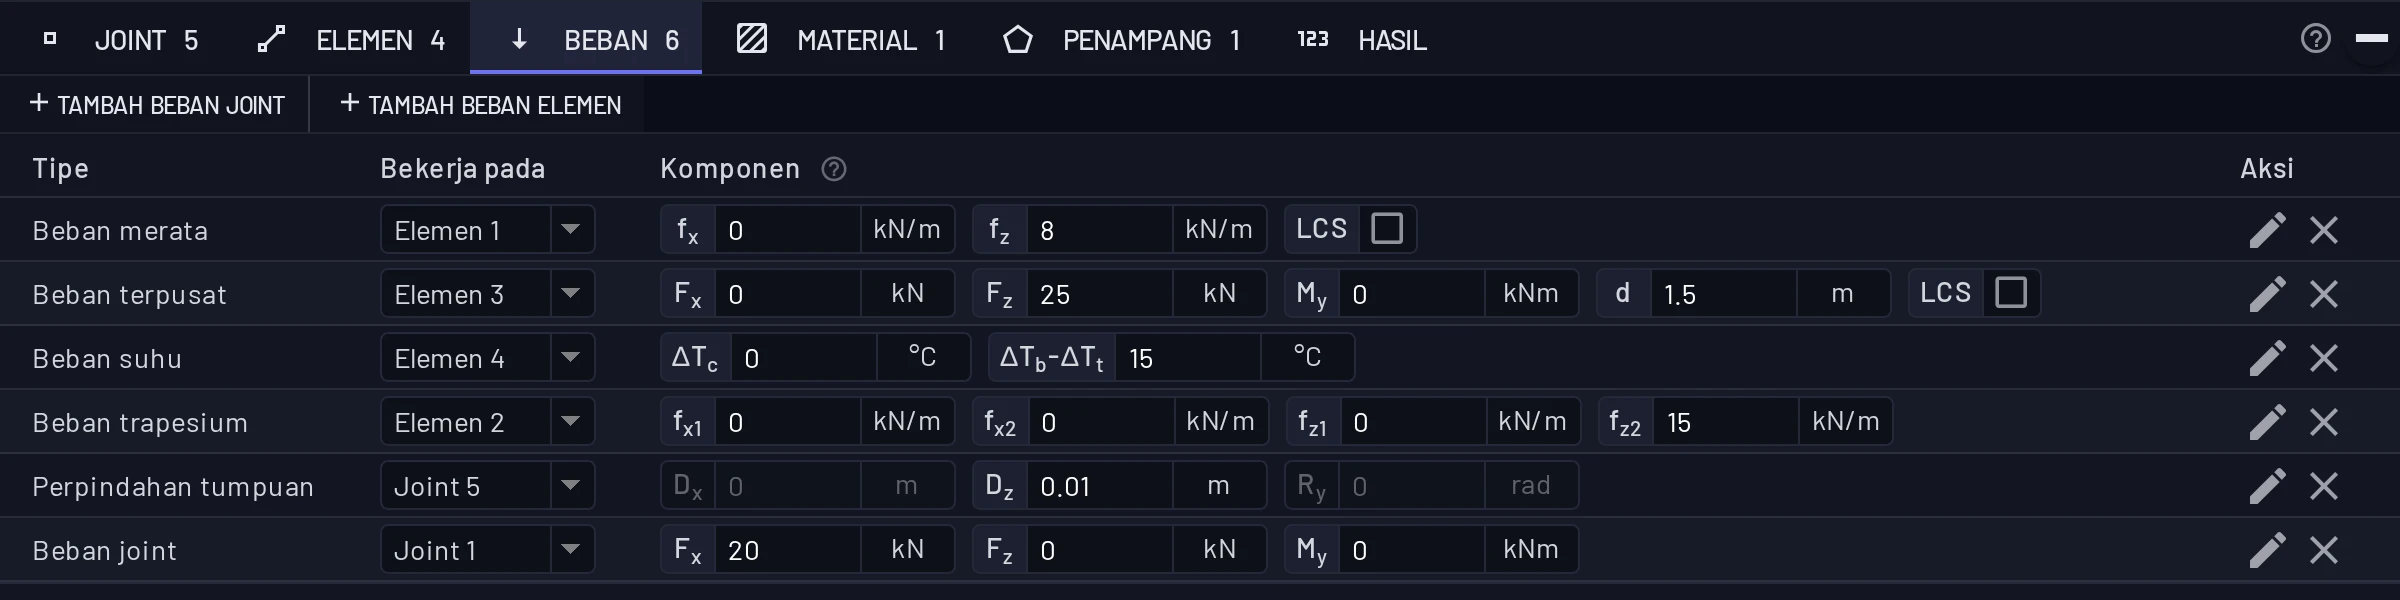 JOINT 5 ELEMEN 4 BEBAN 6 MATERIAL 1 PENAMPANG 1 123 HASIL ?
+ TAMBAH BEBAN JOINT + TAMBAH BEBAN ELEMEN
Tipe Bekerja pada Komponen ? Aksi
Beban merata Elemen 1 fx 0 kN/m fz 8 kN/m LCS
Beban terpusat Elemen 3 Fx 0 kN Fz 25 kN My 0 kNm d 1.5 m LCS
Beban suhu Elemen 4 ΔTc 0 °C ΔTb-ΔTt 15 °C
Beban trapesium Elemen 2 fx1 0 kN/m fx2 0 kN/m fz1 0 kN/m fz2 15 kN/m
Perpindahan tumpuan Joint 5 Dx 0 m Dz 0.01 m Ry 0 rad
Beban joint Joint 1 Fx 20 kN Fz 0 kN My 0 kNm